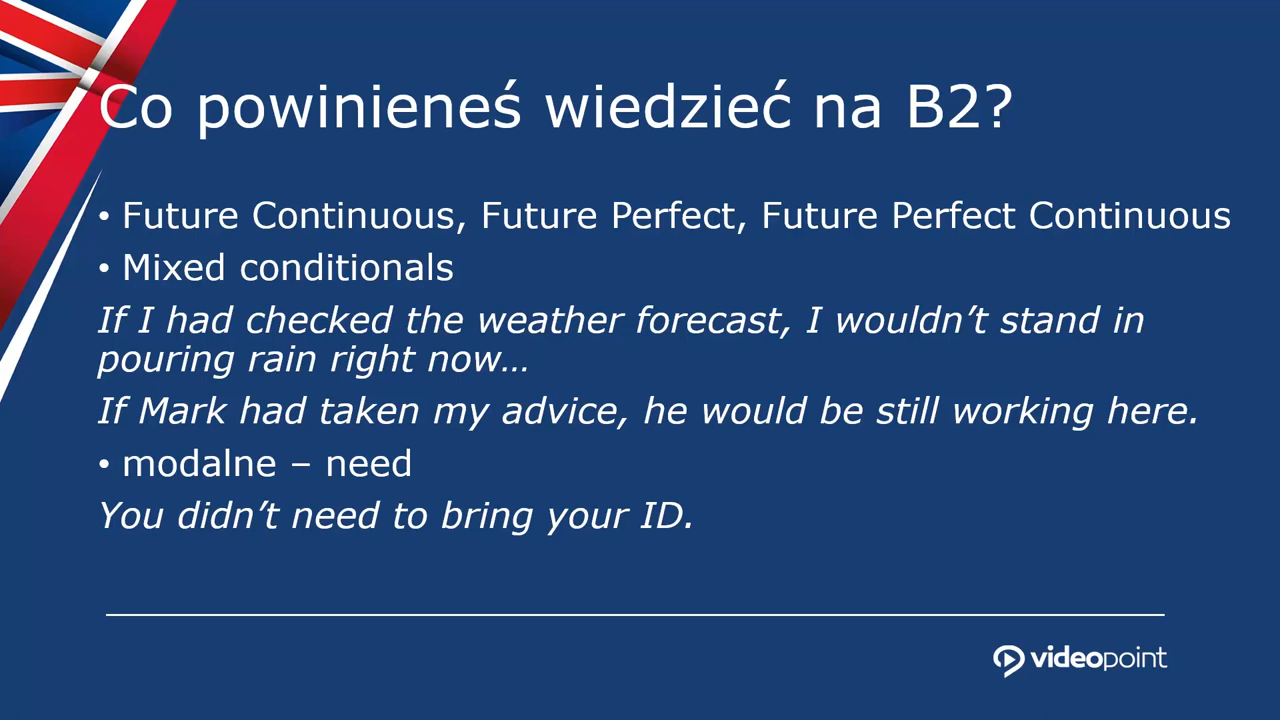 Co powinieneś wiedzieć na B2?
• Future Continuous, Future Perfect, Future Perfect Continuous
• Mixed conditionals
If I had checked the weather forecast, I wouldn’t stand in
pouring rain right now…
If Mark had taken my advice, he would be still working here.
• modalne – need
You didn’t need to bring your ID.
videopoint